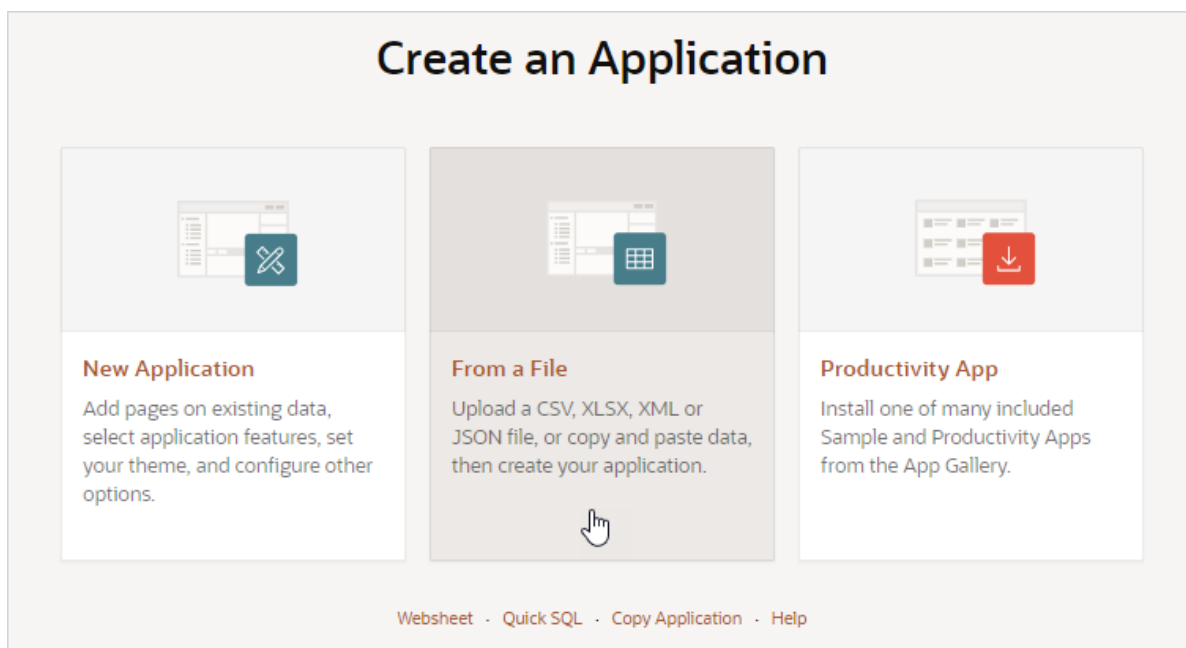 Create an Application
New Application
Add pages on existing data,
select application features, set
your theme, and configure other
options.
From a File
Upload a CSV, XLSX, XML or
JSON file, or copy and paste data,
then create your application.
Productivity App
Install one of many included
Sample and Productivity Apps
from the App Gallery.
Websheet · Quick SQL · Copy Application · Help